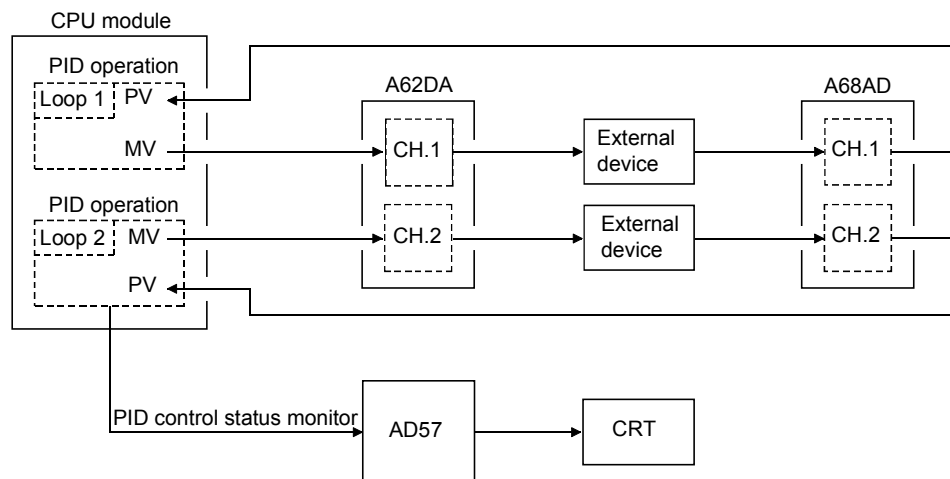 CPU module
PID operation
Loop 1
PV
MV
PID operation
Loop 2
MV
PV
A62DA
CH.1
CH.2
External
device
External
device
A68AD
CH.1
CH.2
PID control status monitor
AD57
CRT